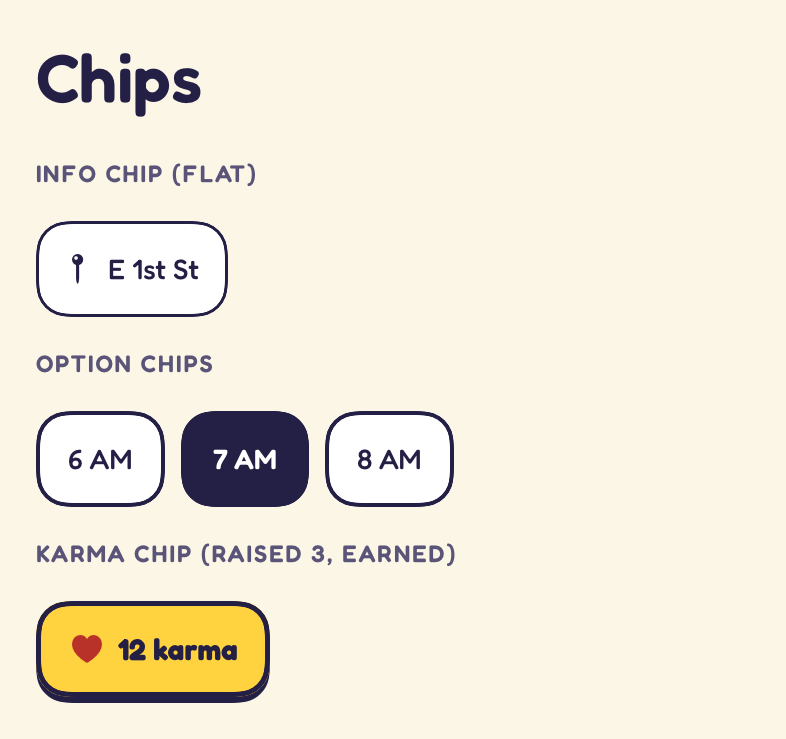 Chips
INFO CHIP (FLAT)
E 1st St
OPTION CHIPS
6 AM 7 AM 8 AM
KARMA CHIP (RAISED 3, EARNED)
12 karma